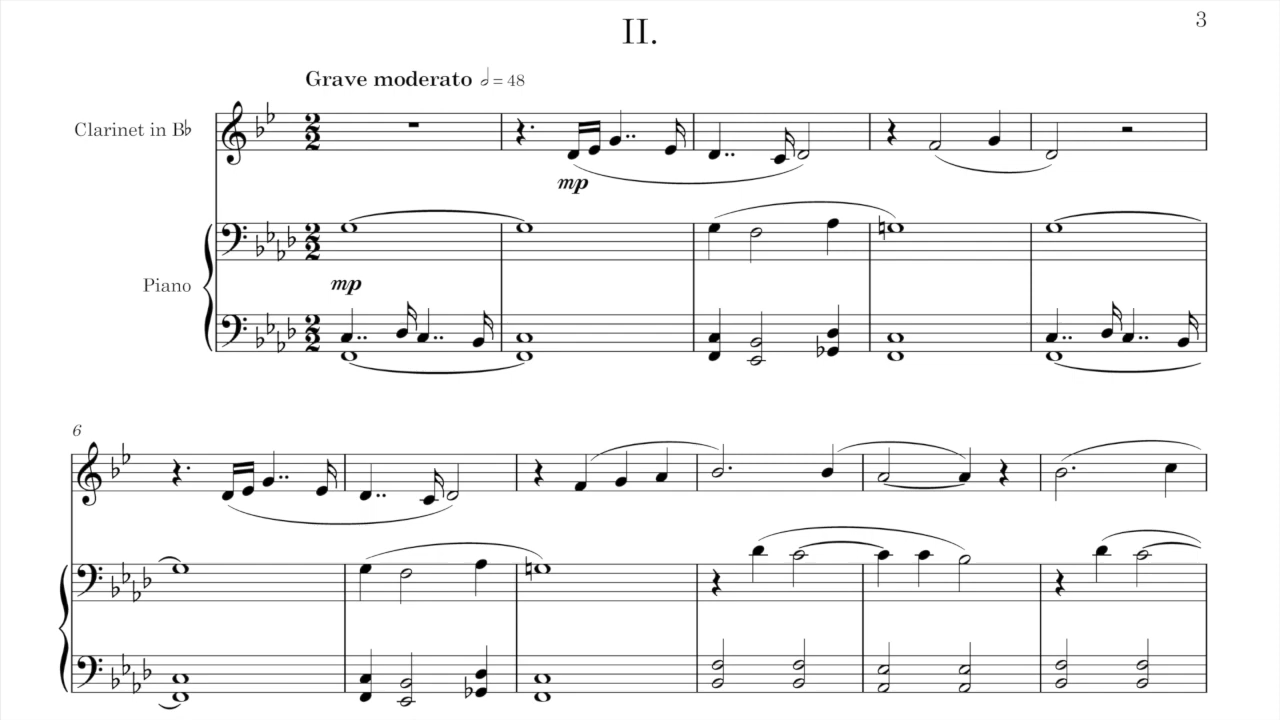 3
II.
Grave moderato 𝅗𝅥 = 48
Clarinet in B♭
mp
Piano
mp
6